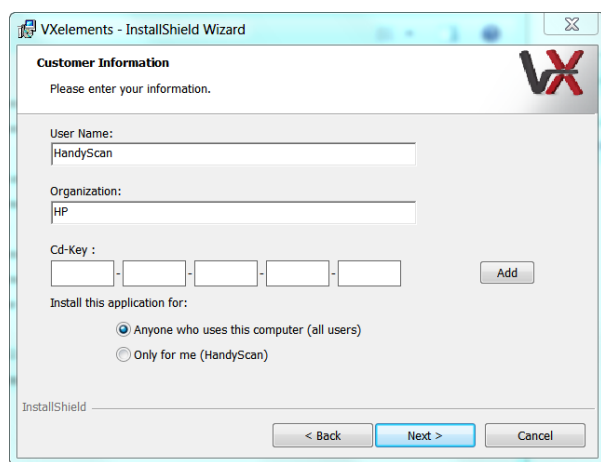 VXelements - InstallShield Wizard
Customer Information
Please enter your information.
VX
User Name:
HandyScan
Organization:
HP
Cd-Key :
- - - -
Add
Install this application for:
Anyone who uses this computer (all users)
Only for me (HandyScan)
InstallShield
< Back Next > Cancel